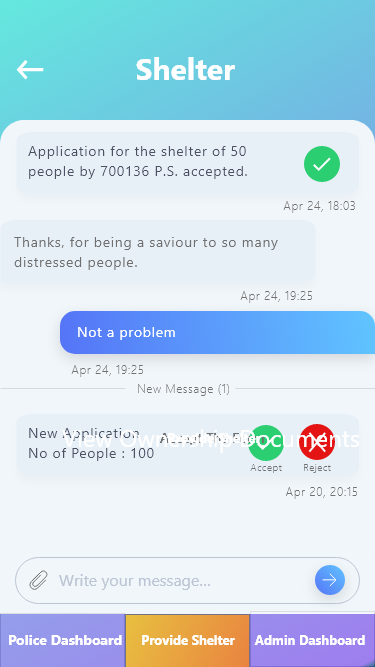 Shelter
Application for the shelter of 50
people by 700136 P.S. accepted.
Apr 24, 18:03
Thanks, for being a saviour to so many
distressed people.
Apr 24, 19:25
Not a problem
Apr 24, 19:25
New Message (1)
New Application
View Ownership Documents
No of People : 100
Accept
Reject
Apr 20, 20:15
Write your message...
Police Dashboard
Provide Shelter
Admin Dashboard